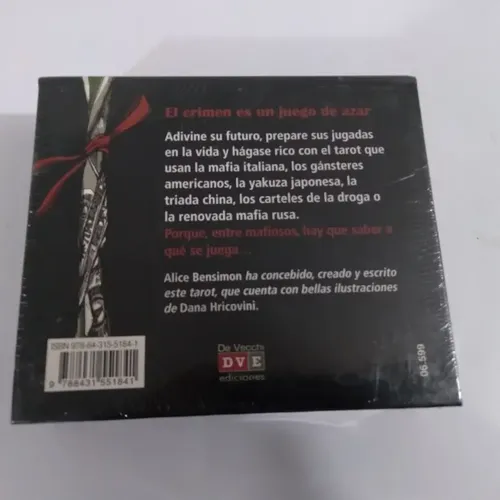 El crimen es un juego de azar
Adivine su futuro, prepare sus jugadas
en la vida y hágase rico con el tarot que
usan la mafia italiana, los gánsteres
americanos, la yakuza japonesa, la
tríada china, los carteles de la droga o
la renovada mafia rusa.
Porque, entre mafiosos, hay que saber a
qué se juega...
Alice Bensimon ha concebido, creado y escrito
este tarot, que cuenta con bellas ilustraciones
de Dana Hricovini.
ISBN 978-84-315-5184-1
9 788431 551841
De Vecchi
DVE
ediciones
06.599